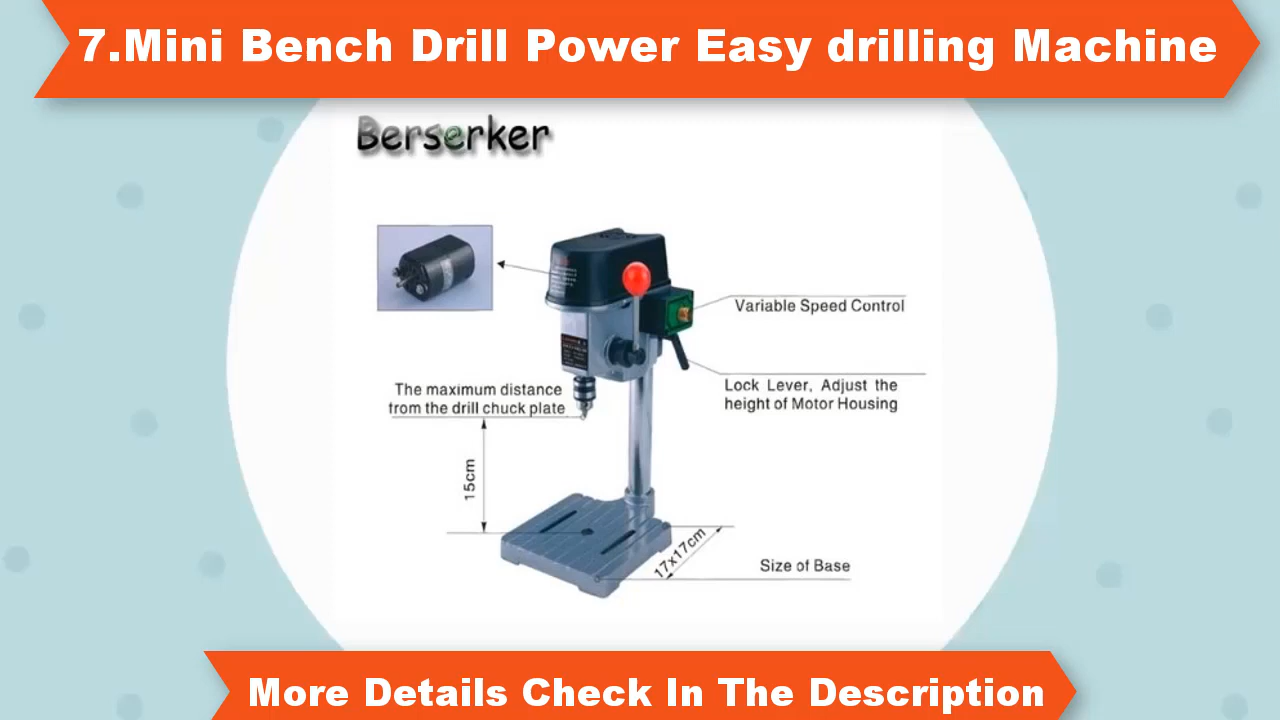 7.Mini Bench Drill Power Easy drilling Machine
Berserker
Variable Speed Control
The maximum distance
from the drill chuck plate
Lock Lever, Adjust the
height of Motor Housing
15cm
17x17cm
Size of Base
More Details Check In The Description